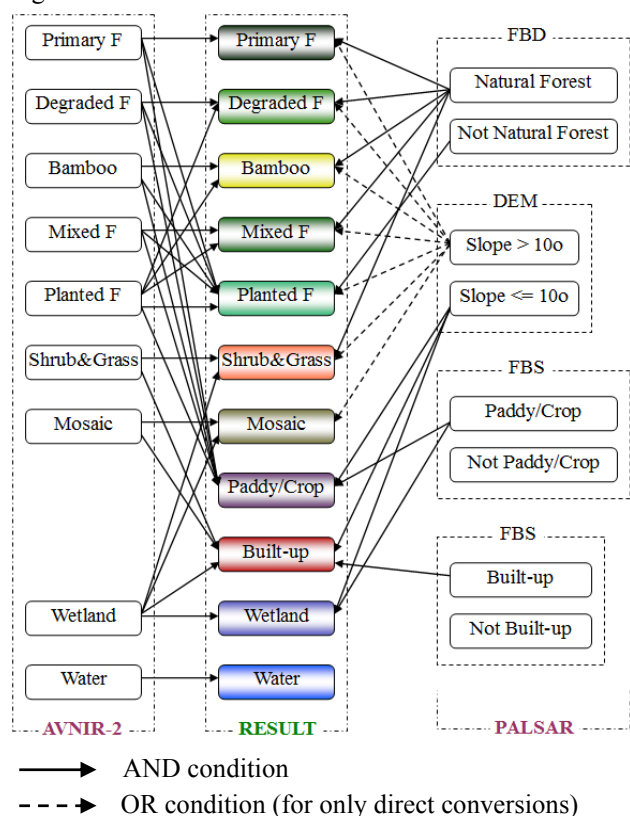 Primary F
Degraded F
Bamboo
Mixed F
Planted F
Shrub&Grass
Mosaic
Wetland
Water
AVNIR-2
Primary F
Degraded F
Bamboo
Mixed F
Planted F
Shrub&Grass
Mosaic
Paddy/Crop
Built-up
Wetland
Water
RESULT
FBD
Natural Forest
Not Natural Forest
DEM
Slope > 10o
Slope <= 10o
FBS
Paddy/Crop
Not Paddy/Crop
FBS
Built-up
Not Built-up
PALSAR
AND condition
OR condition (for only direct conversions)